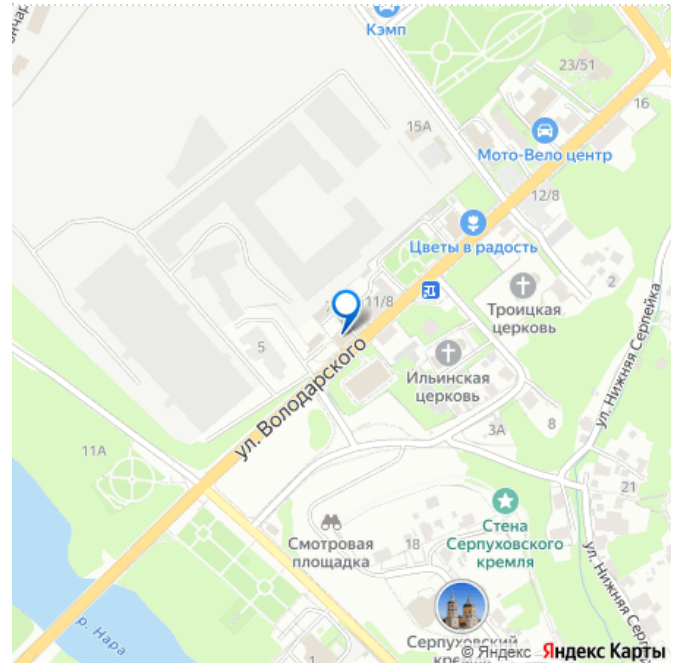 Кэмп
23/51
16
15А
Мото-Вело центр
12/8
Цветы в радость
2
11/8
Троицкая
церковь
ул. Нижняя Серпейка
5
ул. Володарского
Ильинская
церковь
3А
8
11А
21
Стена
Серпуховского
кремля
Смотровая
площадка
18
ул. Нижняя Серп
р. Нара
1
Серпуховский
© Яндекс Яндекс Карты